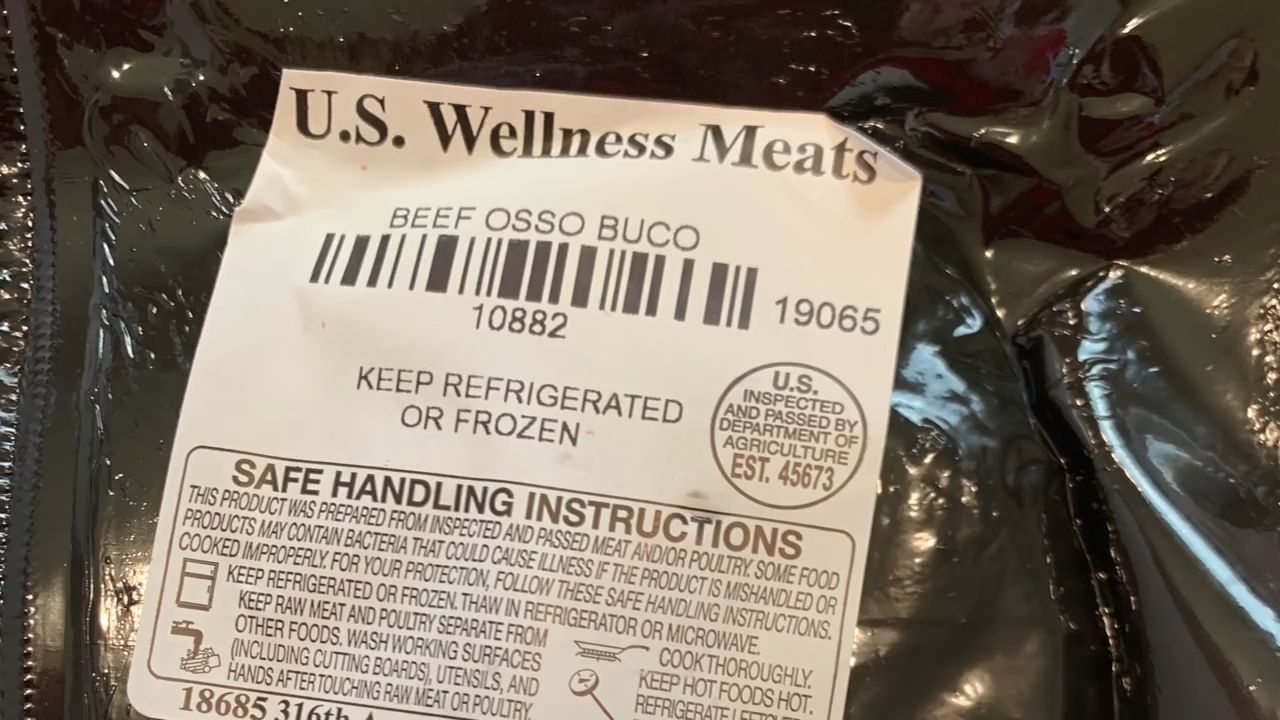 U.S. Wellness Meats
BEEF OSSO BUCO
10882
19065
KEEP REFRIGERATED
OR FROZEN
U.S.
INSPECTED
AND PASSED BY
DEPARTMENT OF
AGRICULTURE
EST. 45673
SAFE HANDLING INSTRUCTIONS
THIS PRODUCT WAS PREPARED FROM INSPECTED AND PASSED MEAT AND/OR POULTRY. SOME FOOD
PRODUCTS MAY CONTAIN BACTERIA THAT COULD CAUSE ILLNESS IF THE PRODUCT IS MISHANDLED OR
COOKED IMPROPERLY. FOR YOUR PROTECTION, FOLLOW THESE SAFE HANDLING INSTRUCTIONS.
KEEP REFRIGERATED OR FROZEN. THAW IN REFRIGERATOR OR MICROWAVE.
KEEP RAW MEAT AND POULTRY SEPARATE FROM
OTHER FOODS. WASH WORKING SURFACES
(INCLUDING CUTTING BOARDS), UTENSILS, AND
HANDS AFTER TOUCHING RAW MEAT OR POULTRY.
COOK THOROUGHLY.
KEEP HOT FOODS HOT.
REFRIGERATE
18685 316th